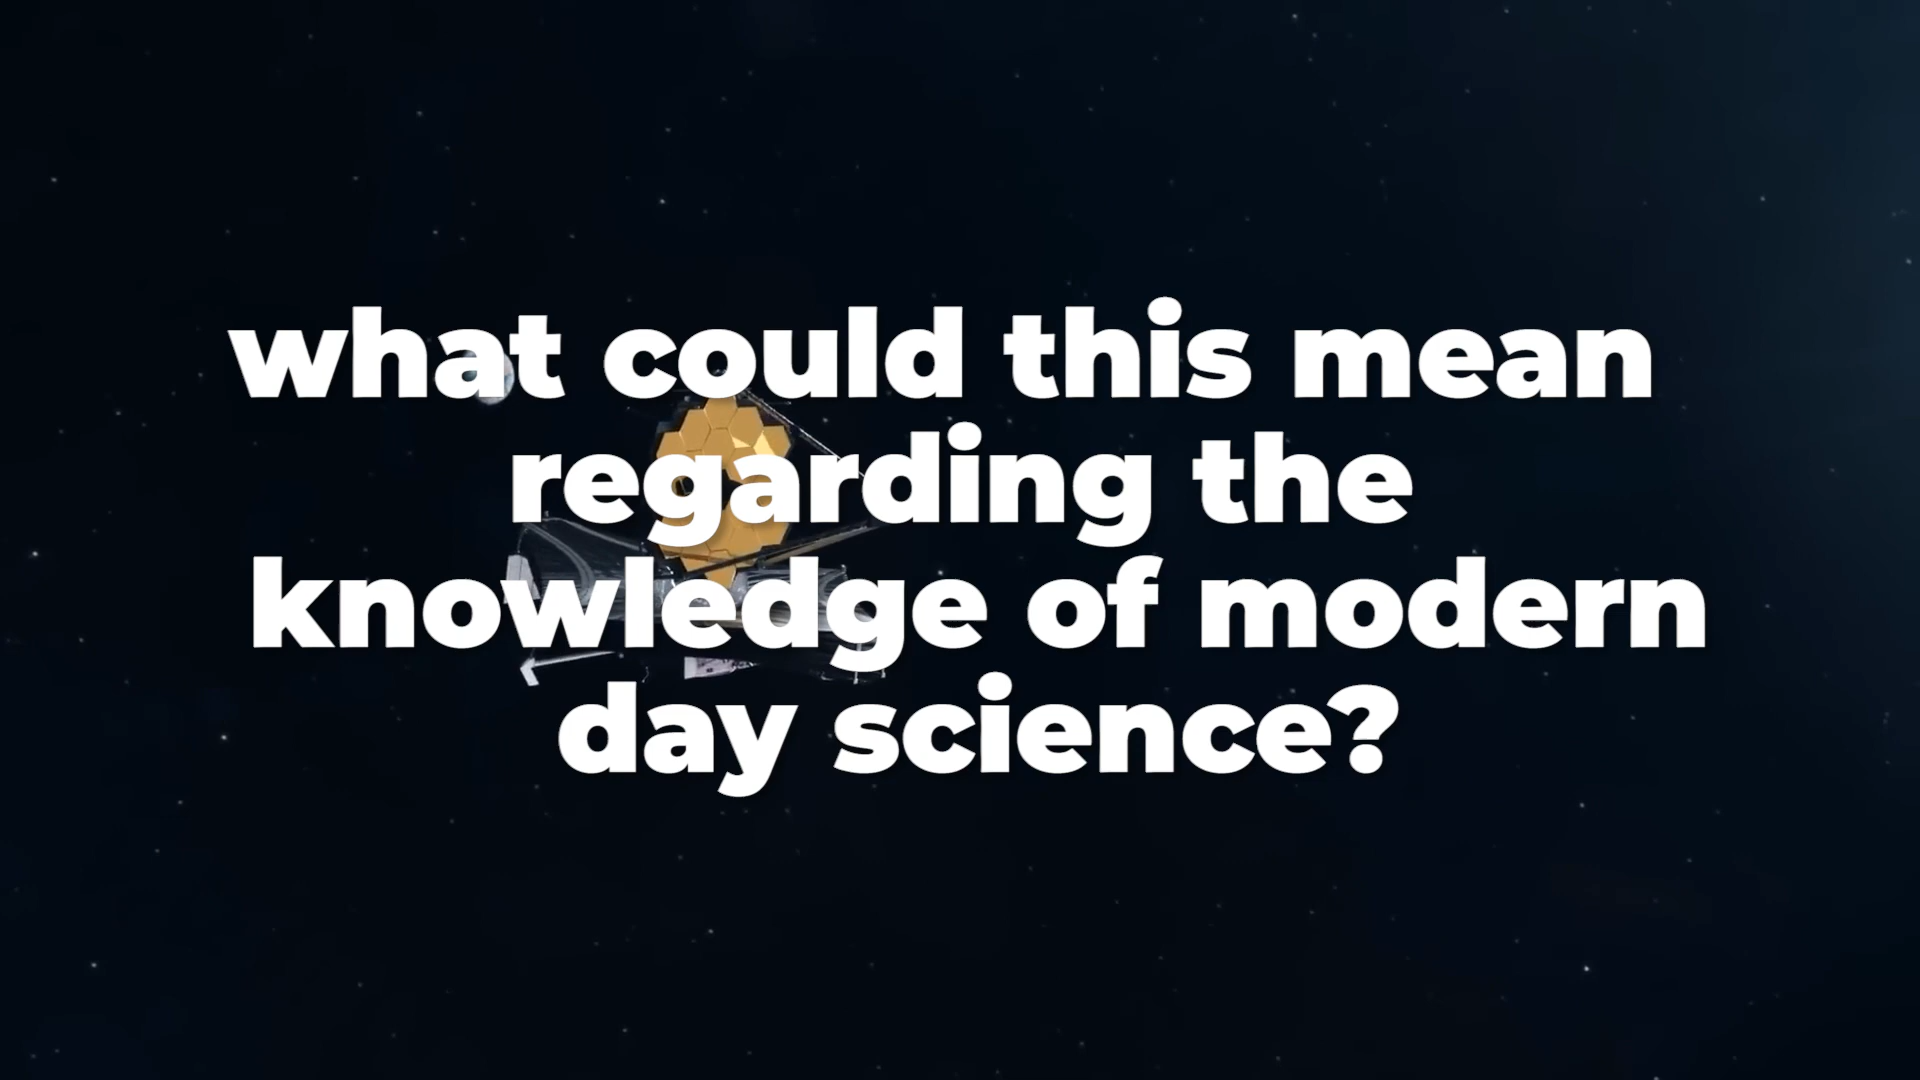 what could this mean
regarding the
knowledge of modern
day science?